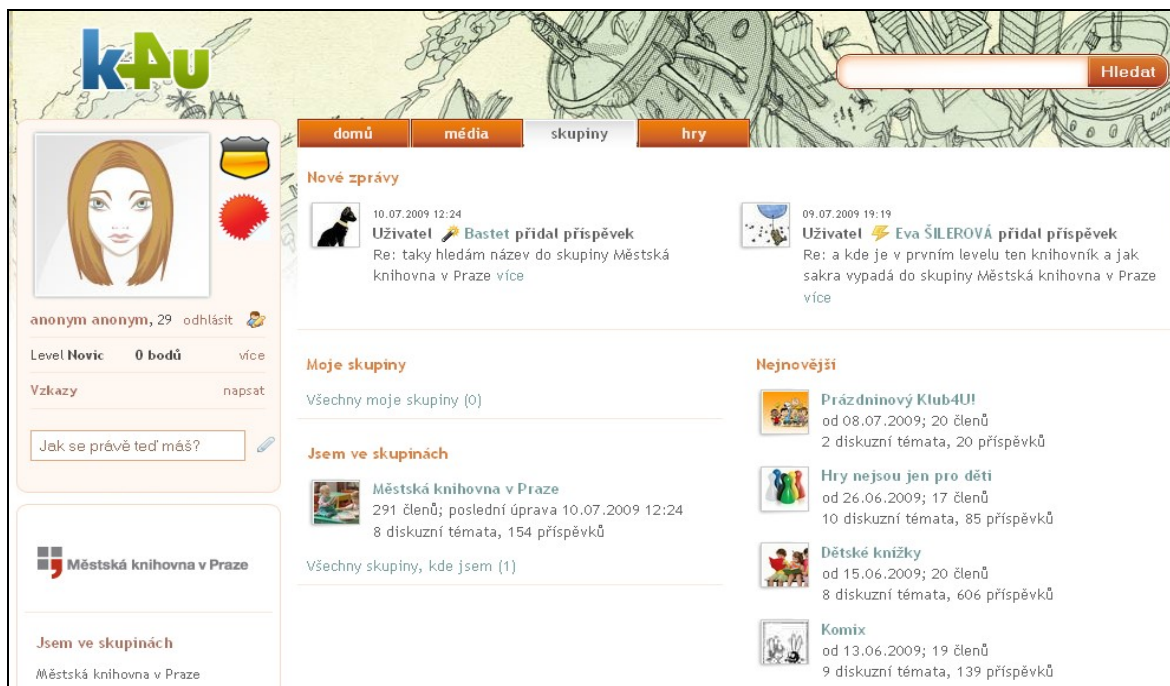 k4u
Hledat
domů
média
skupiny
hry
anonym anonym, 29 odhlásit
Level Novic 0 bodů více
Vzkazy napsat
Jak se právě teď máš?
Městská knihovna v Praze
Jsem ve skupinách
Městská knihovna v Praze
Nové zprávy
10.07.2009 12:24
Uživatel Bastet přidal příspěvek
Re: taky hledám název do skupiny Městská
knihovna v Praze více
09.07.2009 19:19
Uživatel Eva ŠILEROVÁ přidal příspěvek
Re: a kde je v prvním levelu ten knihovník a jak
sakra vypadá do skupiny Městská knihovna v Praze
více
Moje skupiny
Všechny moje skupiny (0)
Jsem ve skupinách
Městská knihovna v Praze
291 členů; poslední úprava 10.07.2009 12:24
8 diskuzní témata, 154 příspěvků
Všechny skupiny, kde jsem (1)
Nejnovější
Prázdninový Klub4U!
od 08.07.2009; 20 členů
2 diskuzní témata, 20 příspěvků
Hry nejsou jen pro děti
od 26.06.2009; 17 členů
10 diskuzní témata, 85 příspěvků
Dětské knížky
od 15.06.2009; 20 členů
8 diskuzní témata, 606 příspěvků
Komix
od 13.06.2009; 19 členů
9 diskuzní témata, 139 příspěvků